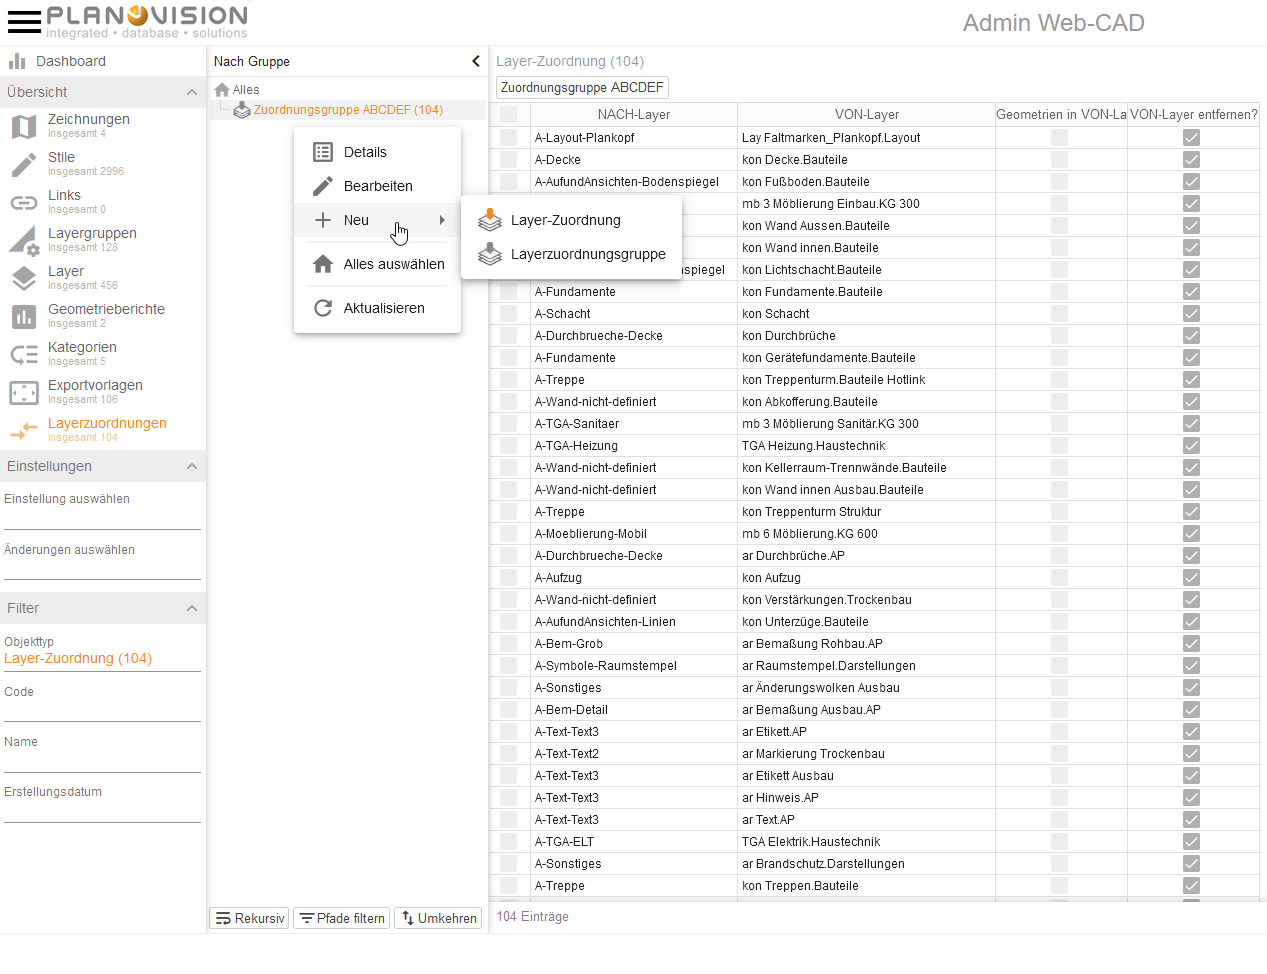 PLANOVISION
integrated • database • solutions
Admin Web-CAD
Dashboard
Übersicht
Zeichnungen
Insgesamt 4
Stile
Insgesamt 2996
Links
Insgesamt 0
Layergruppen
Insgesamt 128
Layer
Insgesamt 456
Geometrieberichte
Insgesamt 2
Kategorien
Insgesamt 5
Exportvorlagen
Insgesamt 106
Layerzuordnungen
Insgesamt 104
Einstellungen
Einstellung auswählen
Änderungen auswählen
Filter
Objekttyp
Layer-Zuordnung (104)
Code
Name
Erstellungsdatum
Nach Gruppe
Alles
Zuordnungsgruppe ABCDEF (104)
Details
Bearbeiten
Neu
Alles auswählen
Aktualisieren
Layer-Zuordnung
Layerzuordnungsgruppe
Rekursiv
Pfade filtern
Umkehren
Layer-Zuordnung (104)
Zuordnungsgruppe ABCDEF
NACH-Layer VON-Layer Geometrien in VON-La VON-Layer entfernen?
A-Layout-Plankopf Lay Faltmarken_Plankopf.Layout
A-Decke kon Decke.Bauteile
A-AufundAnsichten-Bodenspiegel kon Fußboden.Bauteile
mb 3 Möblierung Einbau.KG 300
kon Wand Aussen.Bauteile
kon Wand innen.Bauteile
enspiegel kon Lichtschacht.Bauteile
A-Fundamente kon Fundamente.Bauteile
A-Schacht kon Schacht
A-Durchbrueche-Decke kon Durchbrüche
A-Fundamente kon Gerätefundamente.Bauteile
A-Treppe kon Treppenturm.Bauteile Hotlink
A-Wand-nicht-definiert kon Abkofferung.Bauteile
A-TGA-Sanitaer mb 3 Möblierung Sanitär.KG 300
A-TGA-Heizung TGA Heizung.Haustechnik
A-Wand-nicht-definiert kon Kellerraum-Trennwände.Bauteile
A-Wand-nicht-definiert kon Wand innen Ausbau.Bauteile
A-Treppe kon Treppenturm Struktur
A-Moeblierung-Mobil mb 6 Möblierung.KG 600
A-Durchbrueche-Decke ar Durchbrüche.AP
A-Aufzug kon Aufzug
A-Wand-nicht-definiert kon Verstärkungen.Trockenbau
A-AufundAnsichten-Linien kon Unterzüge.Bauteile
A-Bem-Grob ar Bemaßung Rohbau.AP
A-Symbole-Raumstempel ar Raumstempel.Darstellungen
A-Sonstiges ar Änderungswolken Ausbau
A-Bem-Detail ar Bemaßung Ausbau.AP
A-Text-Text3 ar Etikett.AP
A-Text-Text2 ar Markierung Trockenbau
A-Text-Text3 ar Etikett Ausbau
A-Text-Text3 ar Hinweis.AP
A-Text-Text3 ar Text.AP
A-TGA-ELT TGA Elektrik.Haustechnik
A-Sonstiges ar Brandschutz.Darstellungen
A-Treppe kon Treppen.Bauteile
104 Einträge